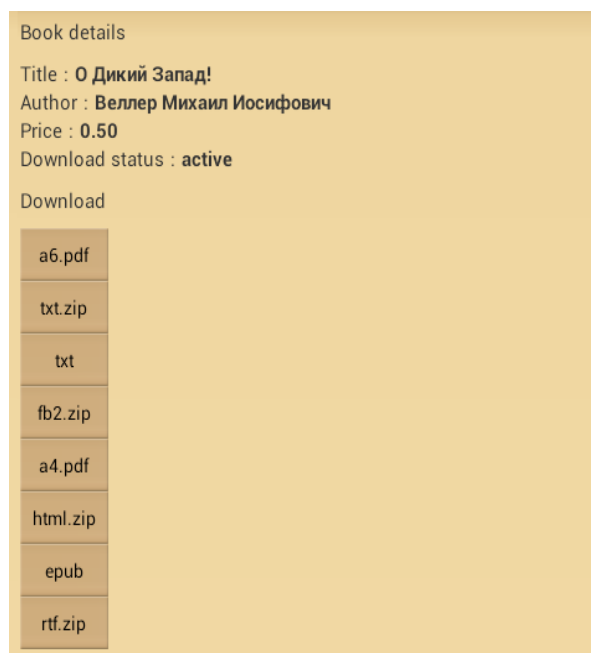 Book details
Title : О Дикий Запад!
Author : Веллер Михаил Иосифович
Price : 0.50
Download status : active
Download
a6.pdf
txt.zip
txt
fb2.zip
a4.pdf
html.zip
epub
rtf.zip